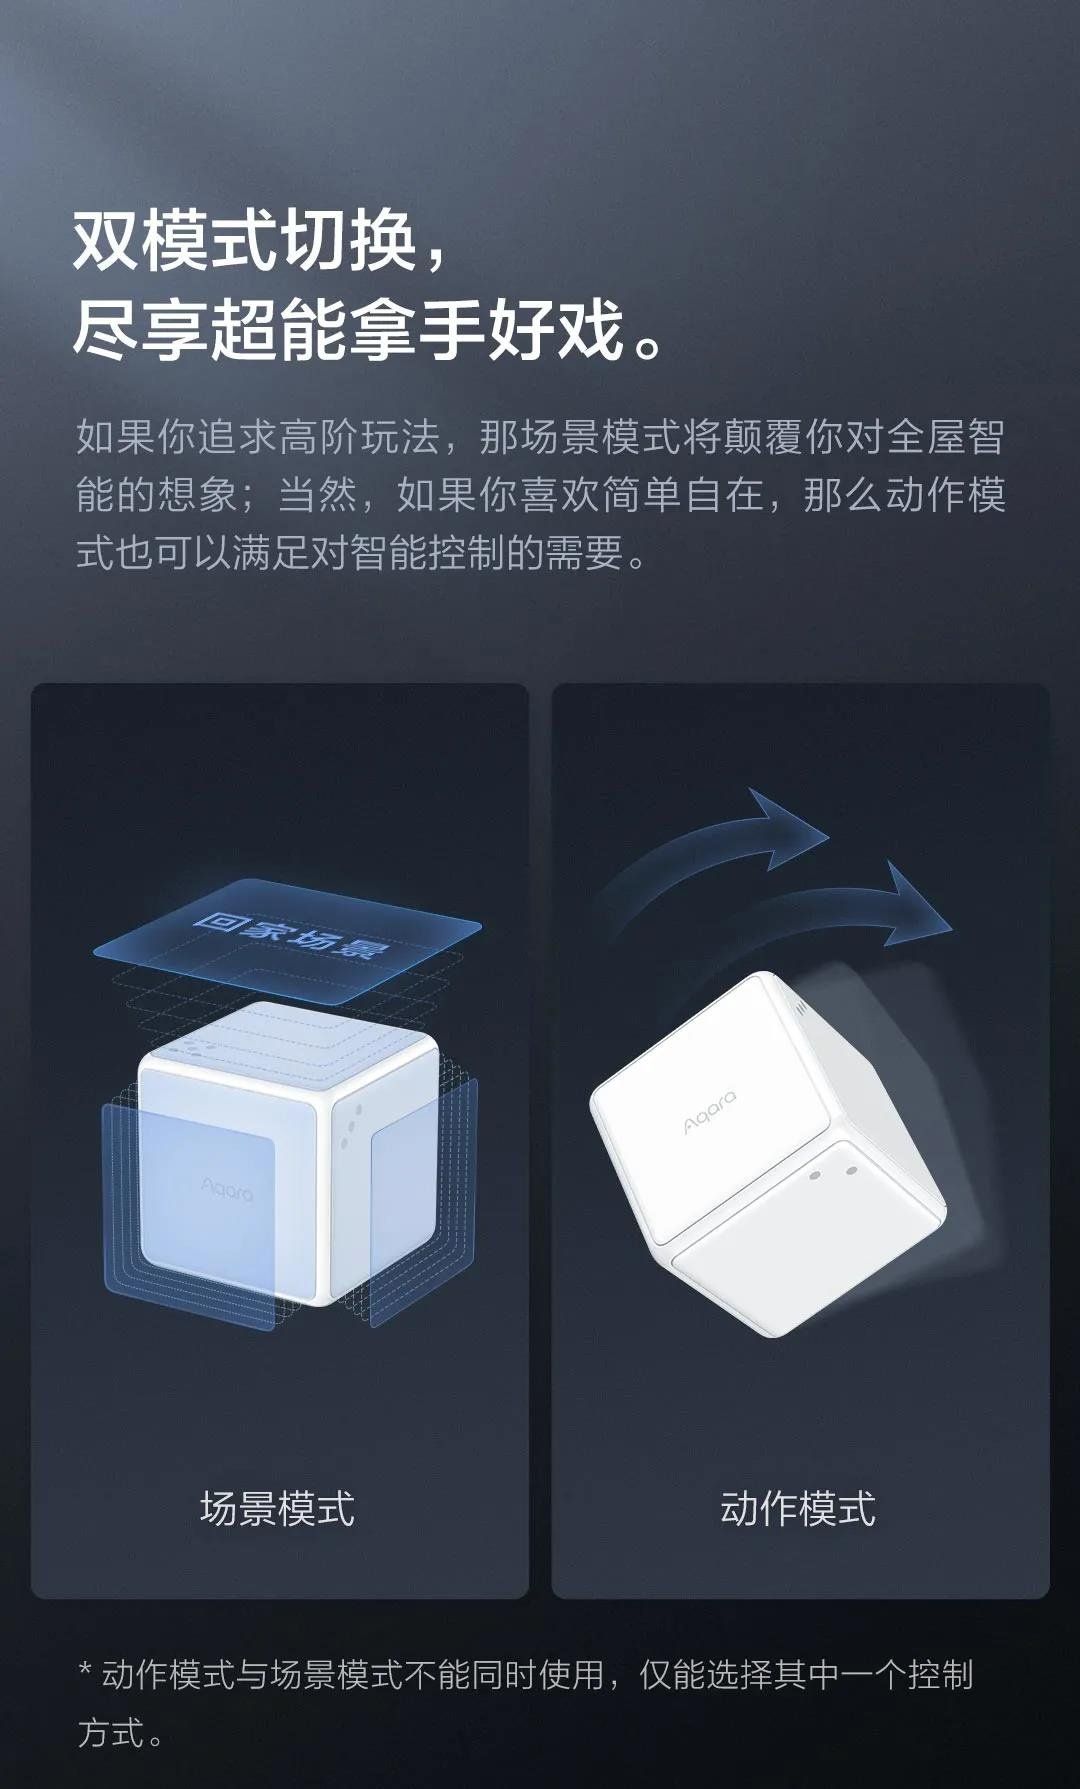 双模式切换，
尽享超能拿手好戏。
如果你追求高阶玩法，那场景模式将颠覆你对全屋智
能的想象；当然，如果你喜欢简单自在，那么动作模
式也可以满足对智能控制的需要。
回家场景
Aqara
Aqara
场景模式
动作模式
* 动作模式与场景模式不能同时使用，仅能选择其中一个控制
方式。